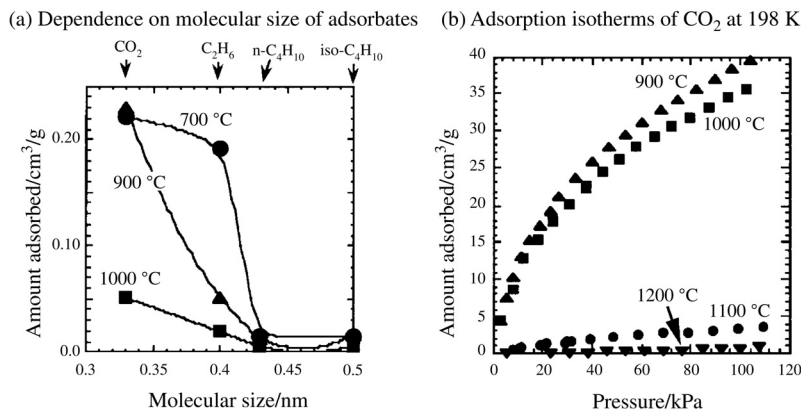 (a) Dependence on molecular size of adsorbates
CO₂
C₂H₆
n-C₄H₁₀
iso-C₄H₁₀
0.20
0.10
0.0
0.3
0.35
0.4
0.45
0.5
700 °C
900 °C
1000 °C
Amount adsorbed/cm³/g
Molecular size/nm
(b) Adsorption isotherms of CO₂ at 198 K
40
35
30
25
20
15
10
5
0
0
20
40
60
80
100
120
900 °C
1000 °C
1200 °C
1100 °C
Amount adsorbed/cm³/g
Pressure/kPa